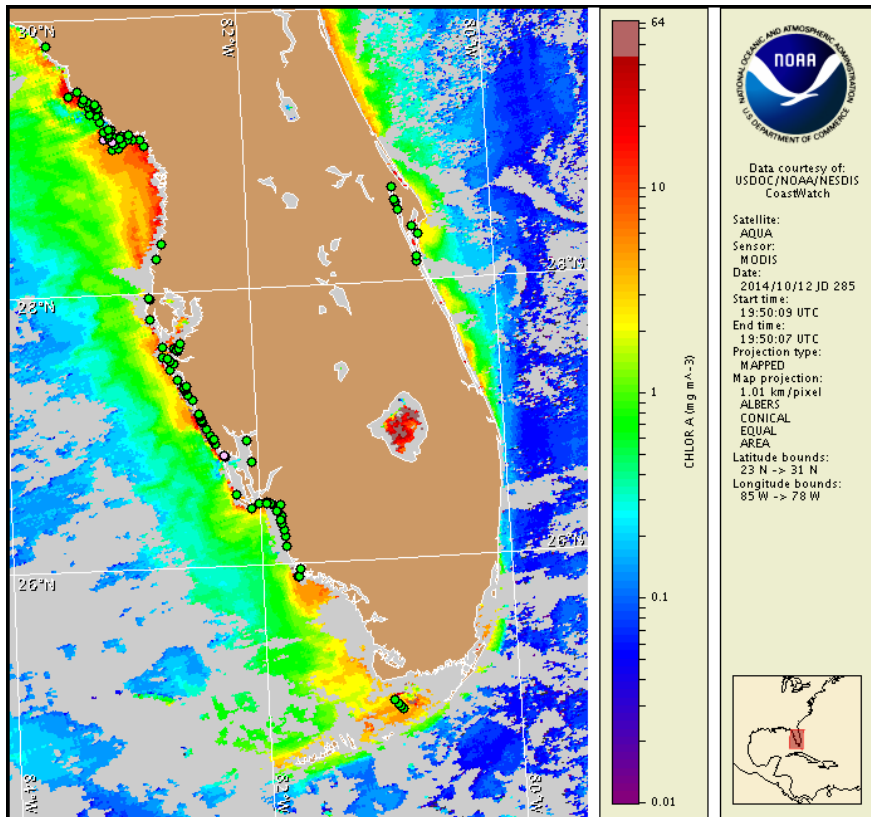 30°N
82°W
80°W
28°N
28°N
26°N
26°N
84°W
82°W
80°W
64
10
1
0.1
0.01
CHLOR A (mg m^-3)
NATIONAL OCEANIC AND ATMOSPHERIC ADMINISTRATION
NOAA
U.S. DEPARTMENT OF COMMERCE
Data courtesy of:
USDOC/NOAA/NESDIS
CoastWatch
Satellite:
AQUA
Sensor:
MODIS
Date:
2014/10/12 JD 285
Start time:
19:50:09 UTC
End time:
19:50:07 UTC
Projection type:
MAPPED
Map projection:
1.01 km/pixel
ALBERS
CONICAL
EQUAL
AREA
Latitude bounds:
23 N -> 31 N
Longitude bounds:
85 W -> 78 W